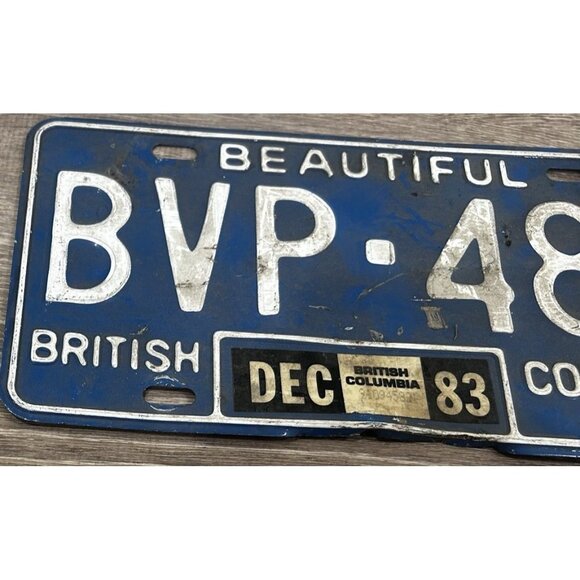 BEAUTIFUL
BVP·48
BRITISH CO
DEC BRITISH COLUMBIA 83